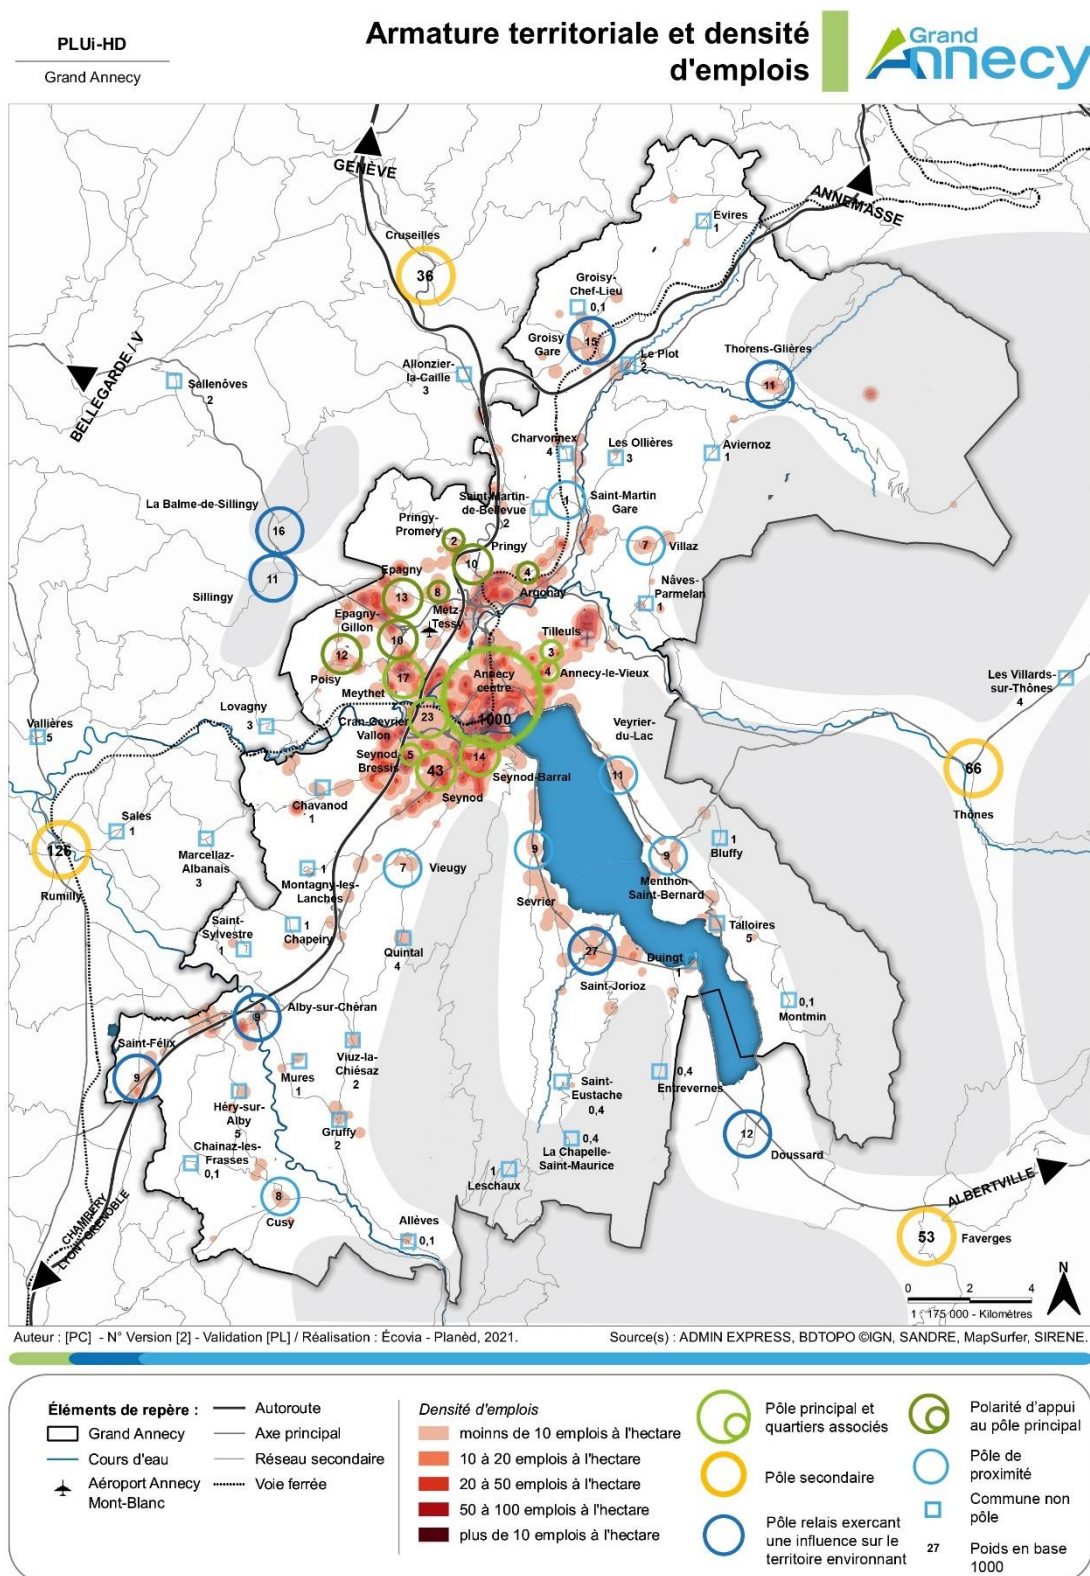 PLUi-HD
Grand Annecy
Armature territoriale et densité
d'emplois
Grand
Annecy
GENÈVE
ANNEMASSE
Evires
1
Cruseilles
36
Groisy-
Chef-Lieu
0,1
Groisy
Gare
15
Le Plot
2
Thorens-Glières
11
BELLEGARDE / V
Sallenôves
2
Allonzier-
la-Caille
3
Charvonnex
4
Les Ollières
3
Aviernoz
1
La Balme-de-Sillingy
16
Saint-Martin-
de-Bellevue
2
1
Saint-Martin
Gare
Pringy-
Promery
2
Pringy
10
7
Villaz
11
Sillingy
Epagny
13
8
Metz-
Tessy
4
Argonay
Nâves-
Parmelan
1
Epagny-
Gillon
10
12
Poisy
Tilleuls
3
4
Annecy-le-Vieux
Annecy
centre
1000
Meythet
17
Les Villards-
sur-Thônes
4
Lovagny
3
Vallières
5
Cran-Gevrier
Vallon
23
Veyrier-
du-Lac
11
Seynod-
Bressis
5
43
Seynod
14
Seynod-Barral
66
Thônes
Chavanod
1
Sales
1
126
Rumilly
Marcellaz-
Albanais
3
Montagny-les-
Lanches
1
7
Vieugy
9
Sevrier
9
Menthon-
Saint-Bernard
1
Bluffy
Saint-
Sylvestre
1
1
Chapeiry
Quintal
4
27
Saint-Jorioz
Talloires
5
Duingt
1
0,1
Montmin
Alby-sur-Chéran
9
Saint-Félix
9
Viuz-la-
Chiésaz
2
Mures
1
Héry-sur-
Alby
5
Saint-
Eustache
0,4
0,4
Entrevernes
Gruffy
2
Chainaz-les-
Frasses
0,1
0,4
La Chapelle-
Saint-Maurice
12
Doussard
1
Leschaux
8
Cusy
Allèves
0,1
ALBERTVILLE
53
Faverges
CHAMBÉRY
LYON / GRENOBLE
N
0 2 4
1 : 175 000 - Kilomètres
Auteur : [PC] - N° Version [2] - Validation [PL] / Réalisation : Écovia - Planèd, 2021.
Source(s) : ADMIN EXPRESS, BDTOPO ©IGN, SANDRE, MapSurfer, SIRENE.
Éléments de repère :
Grand Annecy
Cours d'eau
Aéroport Annecy
Mont-Blanc
Autoroute
Axe principal
Réseau secondaire
Voie ferrée
Densité d'emplois
moinns de 10 emplois à l'hectare
10 à 20 emplois à l'hectare
20 à 50 emplois à l'hectare
50 à 100 emplois à l'hectare
plus de 10 emplois à l'hectare
Pôle principal et
quartiers associés
Pôle secondaire
Pôle relais exercant
une influence sur le
territoire environnant
Polarité d'appui
au pôle principal
Pôle de
proximité
Commune non
pôle
27
Poids en base
1000